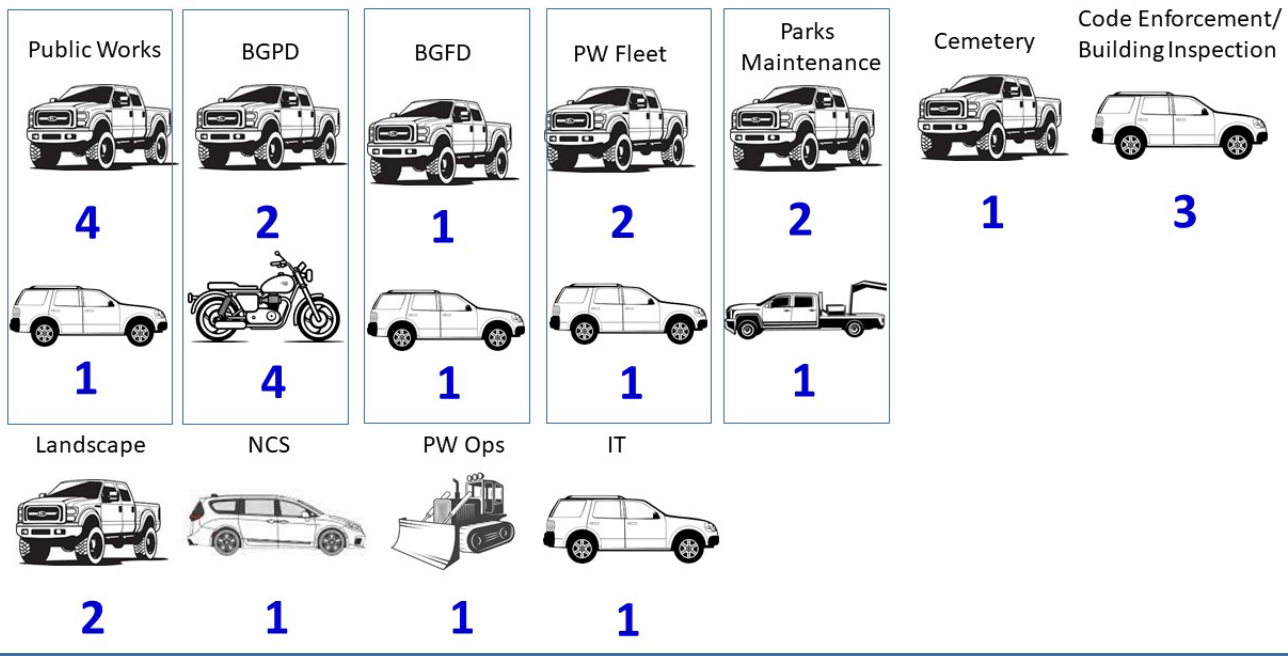 Public Works
BGPD
BGFD
PW Fleet
Parks
Maintenance
Cemetery
Code Enforcement/
Building Inspection
4
2
1
2
2
1
3
1
4
1
1
1
Landscape
NCS
PW Ops
IT
2
1
1
1